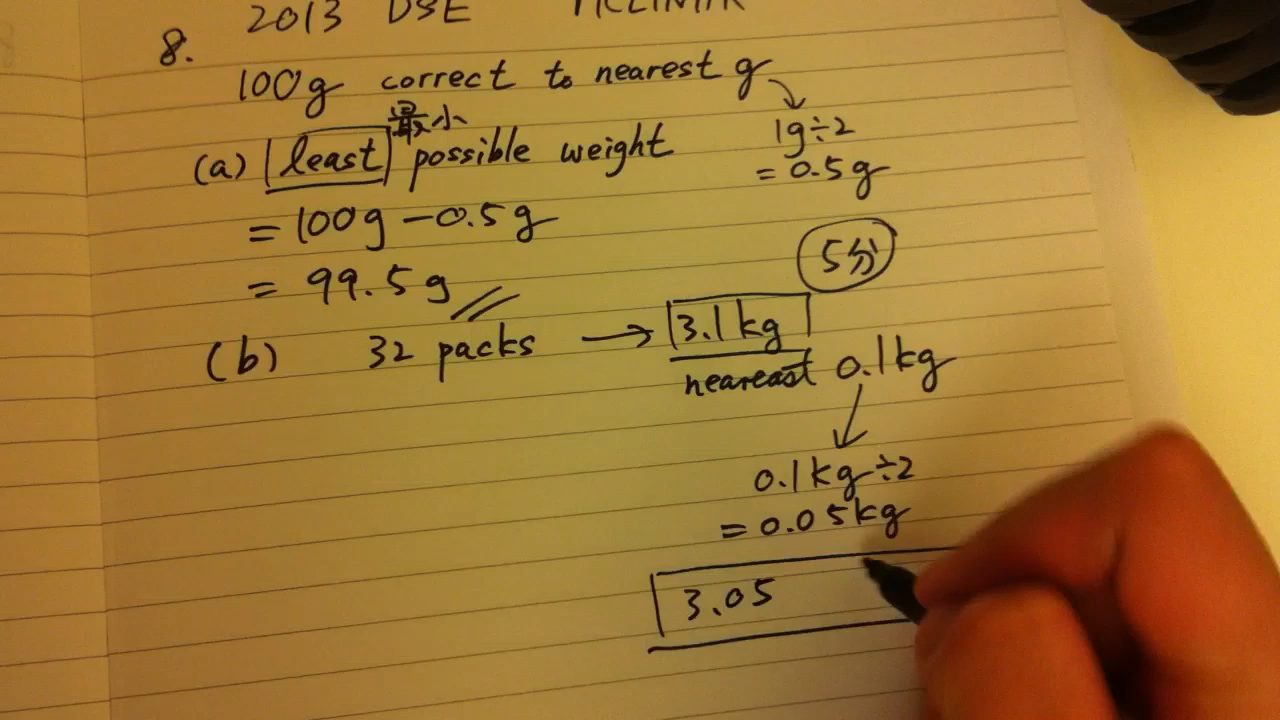 2013 DSE
8.
100g correct to nearest g
最小
(a) least possible weight
1g÷2
= 0.5g
= 100g - 0.5g
= 99.5g
5分
(b) 32 packs → 3.1kg
neareast 0.1kg
0.1kg÷2
= 0.05kg
3.05